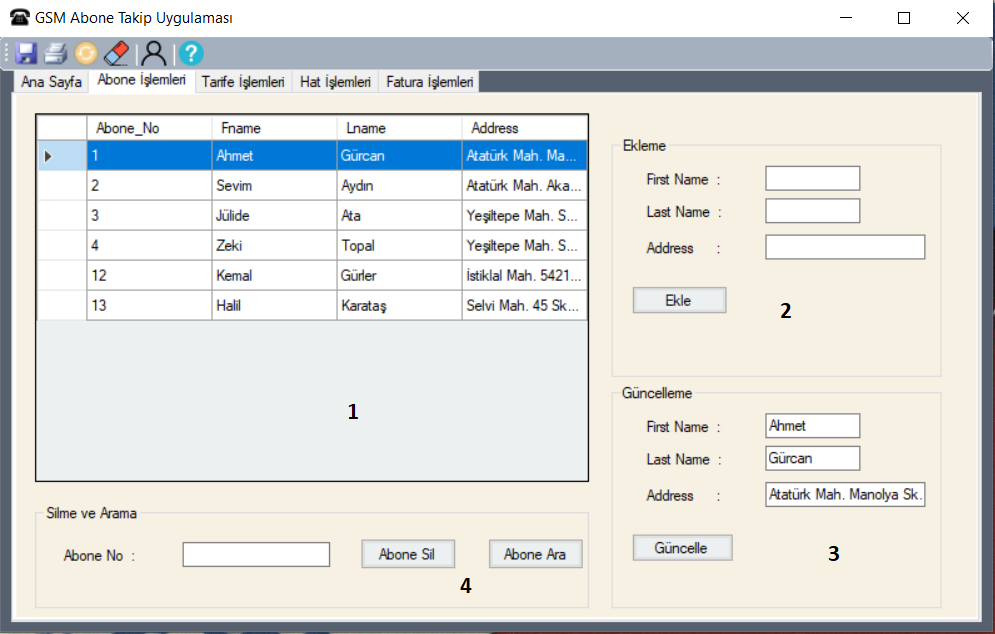 GSM Abone Takip Uygulaması
Ana Sayfa Abone İşlemleri Tarife İşlemleri Hat İşlemleri Fatura İşlemleri
Abone_No Fname Lname Address
1 Ahmet Gürcan Atatürk Mah. Ma...
2 Sevim Aydın Atatürk Mah. Aka...
3 Jülide Ata Yeşiltepe Mah. S...
4 Zeki Topal Yeşiltepe Mah. S...
12 Kemal Gürler İstiklal Mah. 5421...
13 Halil Karataş Selvi Mah. 45 Sk...
1
Ekleme
First Name :
Last Name :
Address :
Ekle
2
Güncelleme
First Name : Ahmet
Last Name : Gürcan
Address : Atatürk Mah. Manolya Sk.
Güncelle
3
Silme ve Arama
Abone No : Abone Sil Abone Ara
4